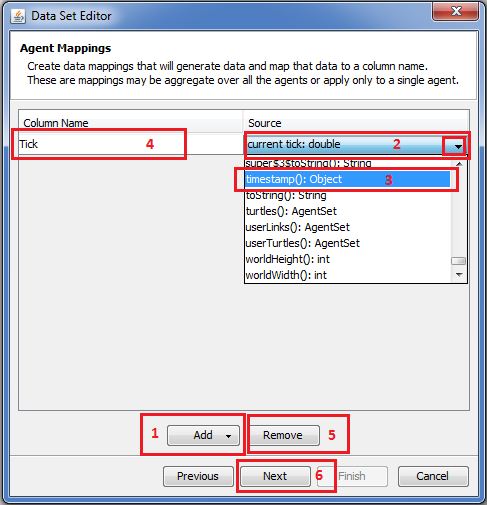 Data Set Editor
Agent Mappings
Create data mappings that will generate data and map that data to a column name.
These are mappings may be aggregate over all the agents or apply only to a single agent.
Column Name Source
Tick 4 current tick: double 2
super$3$toString(): String
timestamp(): Object 3
toString(): String
turtles(): AgentSet
userLinks(): AgentSet
userTurtles(): AgentSet
worldHeight(): int
worldWidth(): int
1 Add Remove 5
Previous Next 6 Finish Cancel